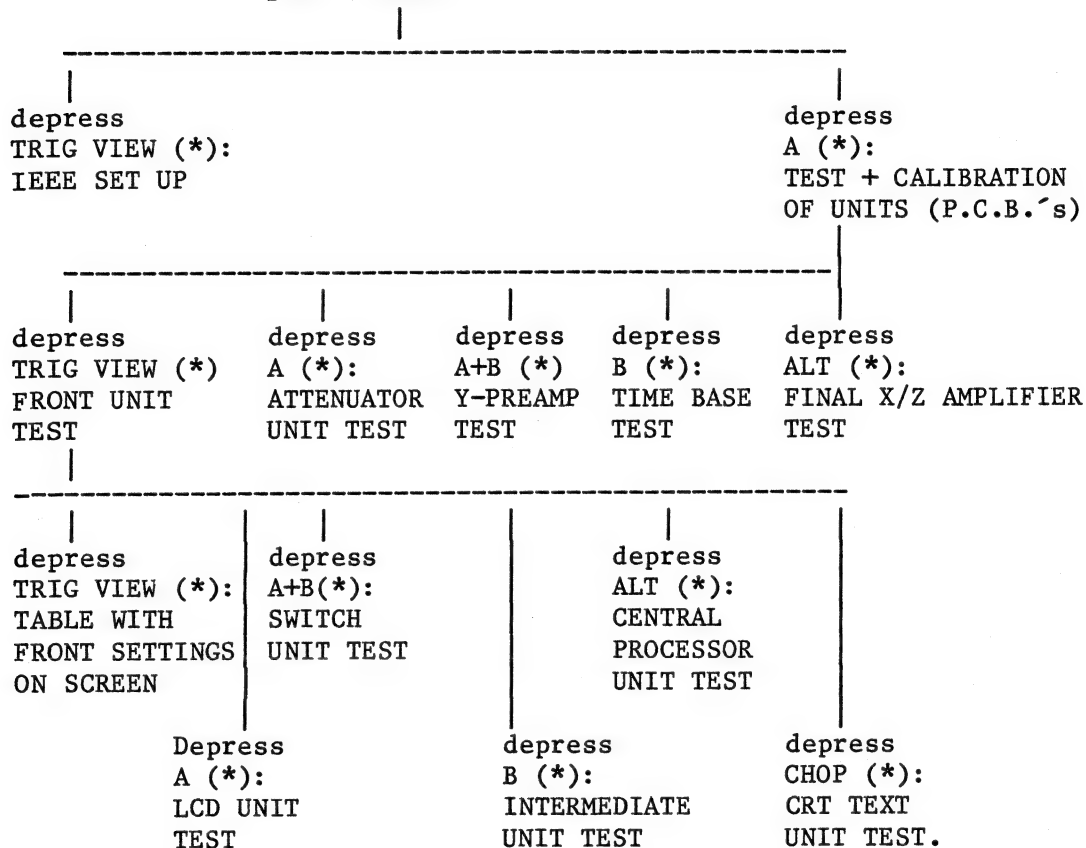 depress
TRIG VIEW (*):
IEEE SET UP
depress
A (*):
TEST + CALIBRATION
OF UNITS (P.C.B.´s)
depress
TRIG VIEW (*)
FRONT UNIT
TEST
depress
A (*):
ATTENUATOR
UNIT TEST
depress
A+B (*)
Y-PREAMP
TEST
depress
B (*):
TIME BASE
TEST
depress
ALT (*):
FINAL X/Z AMPLIFIER
TEST
depress
TRIG VIEW (*):
TABLE WITH
FRONT SETTINGS
ON SCREEN
depress
A+B(*):
SWITCH
UNIT TEST
depress
ALT (*):
CENTRAL
PROCESSOR
UNIT TEST
Depress
A (*):
LCD UNIT
TEST
depress
B (*):
INTERMEDIATE
UNIT TEST
depress
CHOP (*):
CRT TEXT
UNIT TEST.